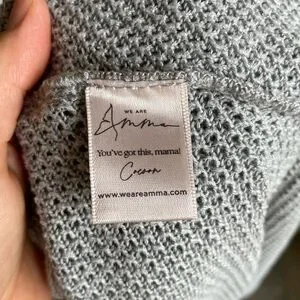 WE ARE
Amma
You've got this, mama!
Cocoon
www.weareamma.com